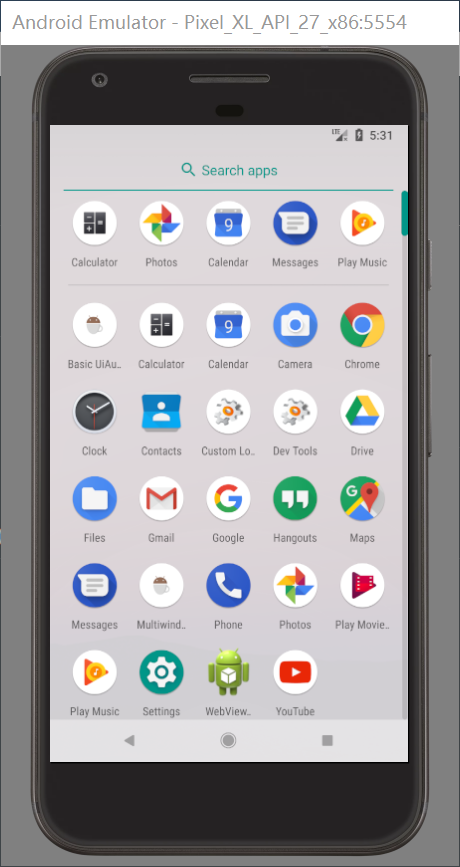 Android Emulator - Pixel_XL_API_27_x86:5554
LTE 5:31
Search apps
Calculator Photos Calendar Messages Play Music
Basic UiAu.. Calculator Calendar Camera Chrome
Clock Contacts Custom Lo.. Dev Tools Drive
Files Gmail Google Hangouts Maps
Messages Multiwind.. Phone Photos Play Movie..
Play Music Settings WebView.. YouTube